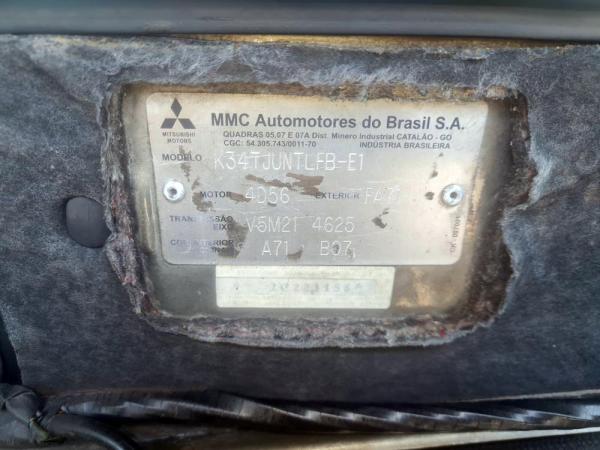 MITSUBISHI
MOTORS
MMC Automotores do Brasil S.A.
QUADRAS 05,07 E 07A Dist. Minero Industrial CATALÃO - GO
CGC: 54.305.743/0011-70 INDÚSTRIA BRASILEIRA
MODELO K34TJUNTLFB-E1
MOTOR 4D56 EXTERIOR
TRANSMISSÃO
EIXO V5M21 4625
INTERIOR A71 B07